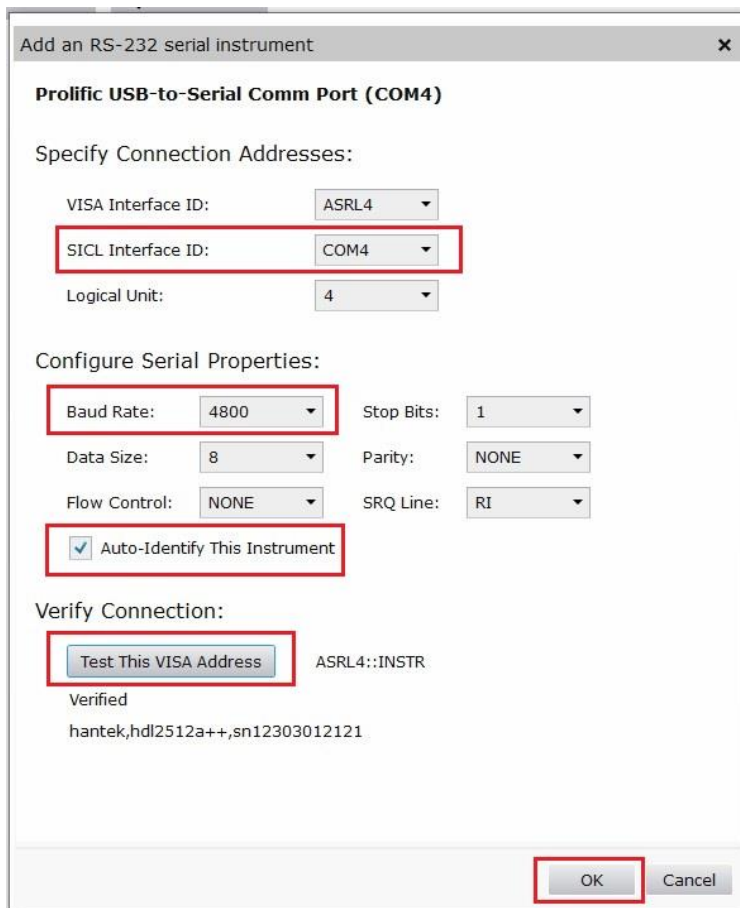 Add an RS-232 serial instrument ×
Prolific USB-to-Serial Comm Port (COM4)
Specify Connection Addresses:
VISA Interface ID: ASRL4
SICL Interface ID: COM4
Logical Unit: 4
Configure Serial Properties:
Baud Rate: 4800 Stop Bits: 1
Data Size: 8 Parity: NONE
Flow Control: NONE SRQ Line: RI
Auto-Identify This Instrument
Verify Connection:
Test This VISA Address ASRL4::INSTR
Verified
hantek,hdl2512a++,sn12303012121
OK Cancel